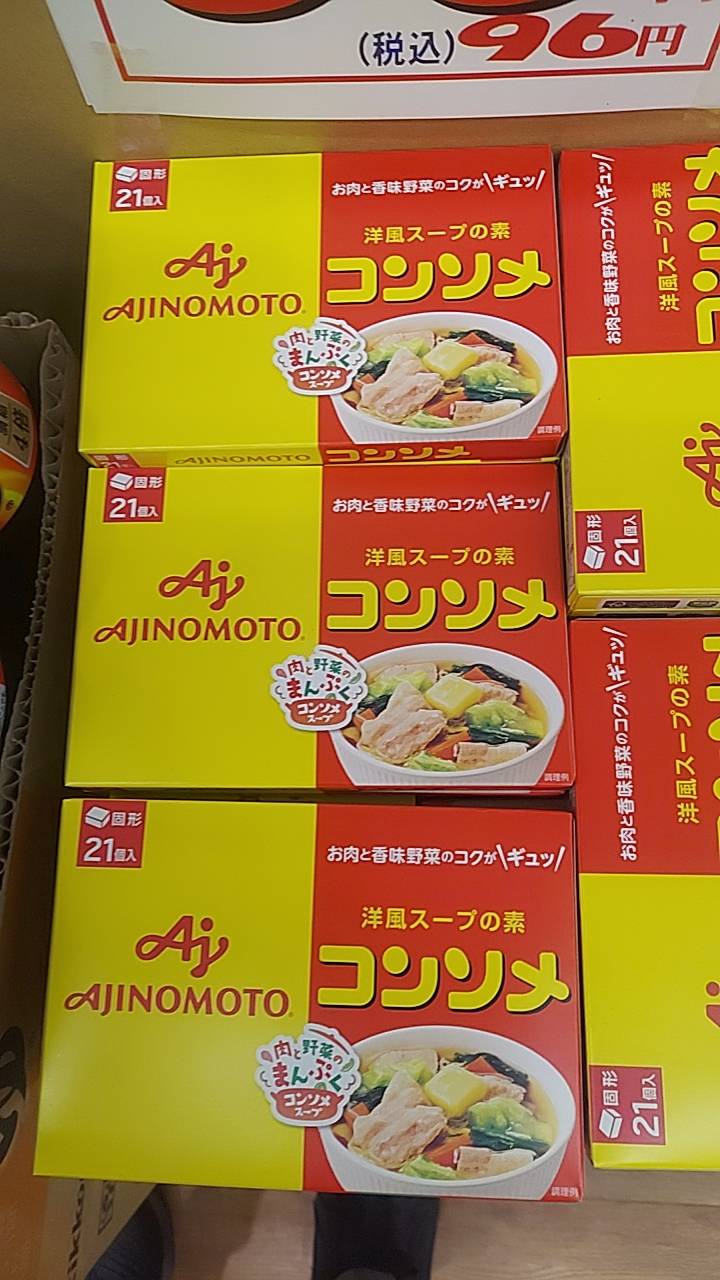 (税込)96円
固形
21個入
お肉と香味野菜のコクが\ギュッ/
洋風スープの素
コンソメ
AJINOMOTO
肉と野菜の
まんぷく
コンソメ
スープ
調理例
固形
21
AJINOMOTO
コンソメ
固形
21個入
お肉と香味野菜のコクが\ギュッ/
洋風スープの素
コンソメ
AJINOMOTO
肉と野菜の
まんぷく
コンソメ
スープ
調理例
固形
21個入
お肉と香味野菜のコクが\ギュッ/
洋風スープの素
コンソメ
AJINOMOTO
肉と野菜の
まんぷく
コンソメ
スープ
調理例
お肉と香味野菜のコクが\ギュッ/
洋風スープの素
固形
21個入
お肉と香味野菜のコクが\ギュッ/
洋風スープの素
固形
21個入
4倍